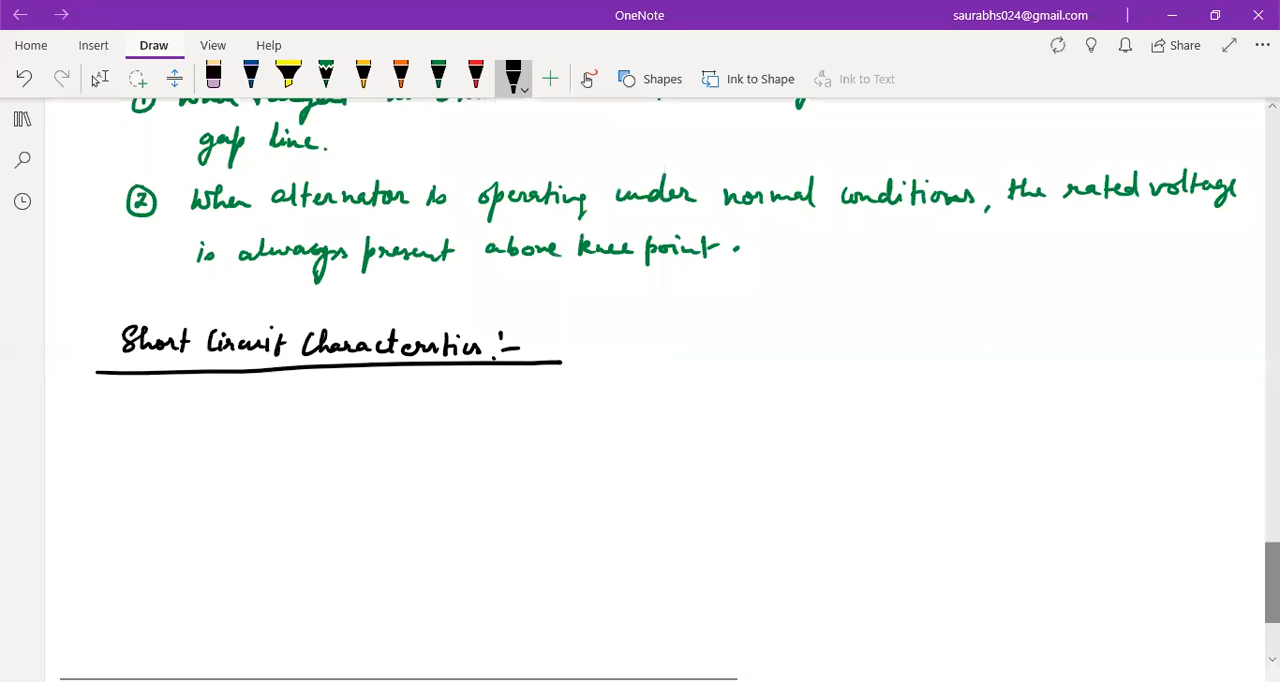 OneNote
saurabhs024@gmail.com
Home Insert Draw View Help
Share
Shapes Ink to Shape Ink to Text
①
gap line.
② When alternator is operating under normal conditions, the rated voltage
is always present above knee point.
Short Circuit Characterstics :-